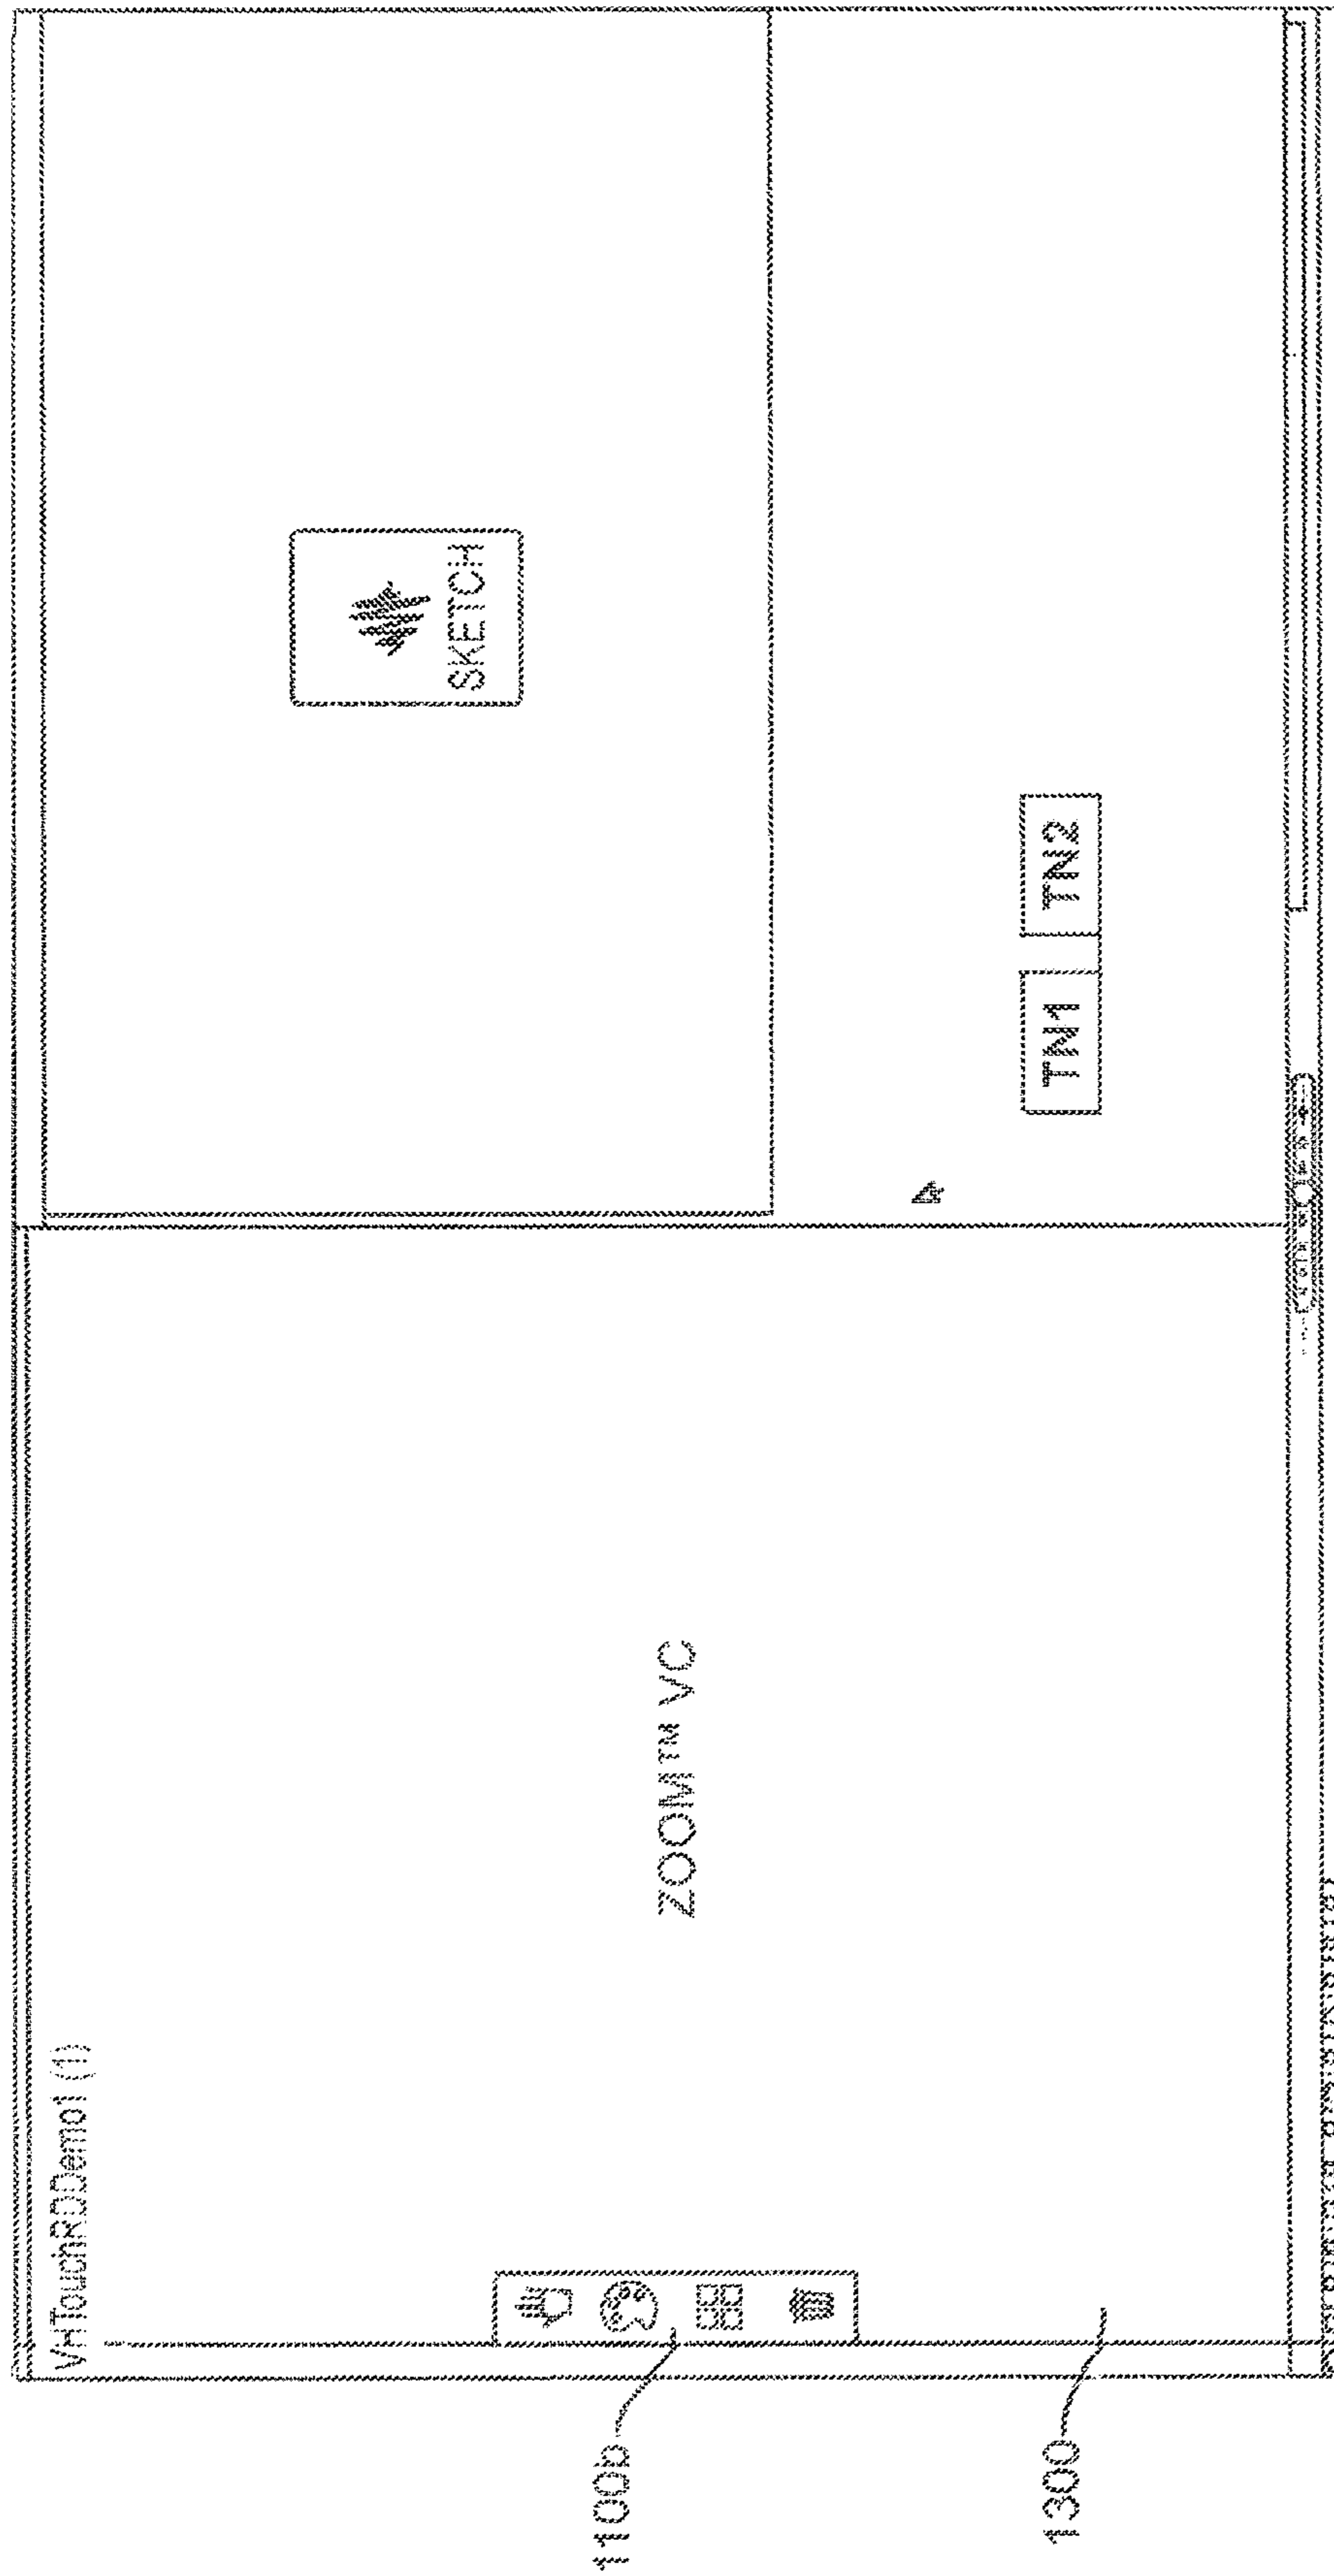 VHTouchRDDemo1 (1)
SKETCH
ZOOM™ VC
1100b
TN1
TN2
1300